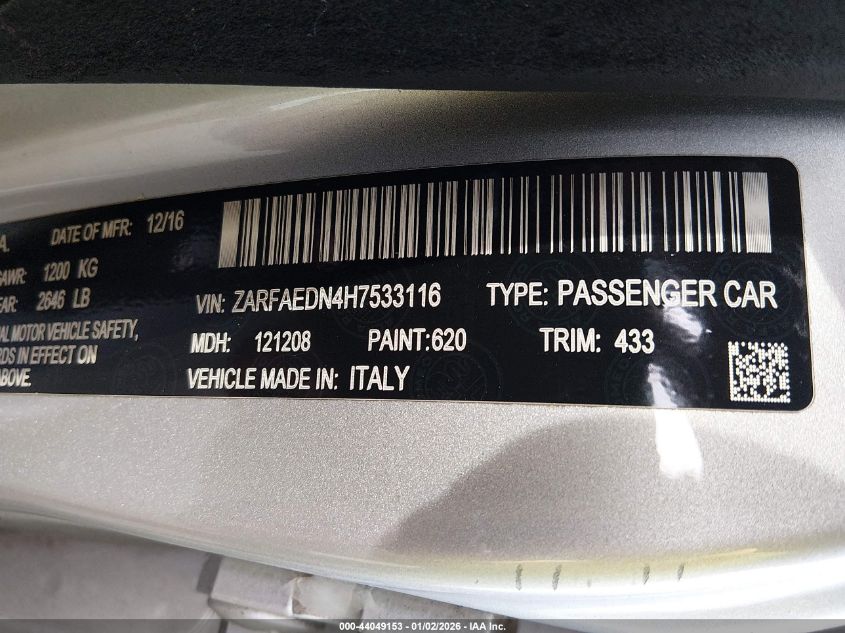 A. DATE OF MFR: 12/16
GAWR: 1200 KG
EAR: 2646 LB
VIN: ZARFAEDN4H7533116 TYPE: PASSENGER CAR
AL MOTOR VEHICLE SAFETY,
RDS IN EFFECT ON
ABOVE.
MDH: 121208 PAINT:620 TRIM: 433
VEHICLE MADE IN: ITALY
000-44049153 - 01/02/2026 - IAA Inc.